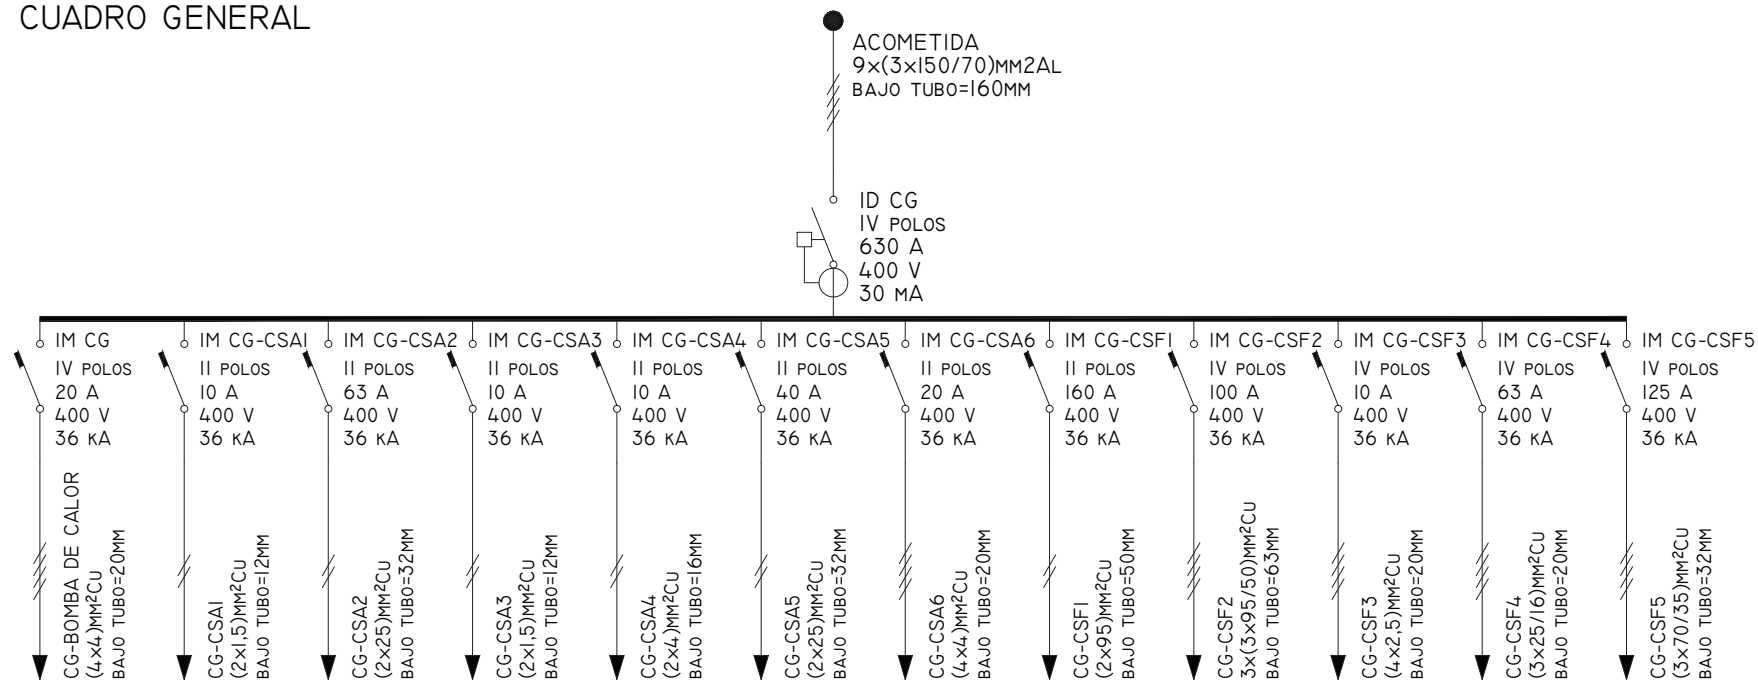 CUADRO GENERAL
ACOMETIDA
9x(3x150/70)MM2AL
BAJO TUBO=160MM
ID CG
IV POLOS
630 A
400 V
30 MA
IM CG
IV POLOS
20 A
400 V
36 KA
CG-BOMBA DE CALOR
(4x4)MM²CU
BAJO TUBO=20MM
IM CG-CSA1
II POLOS
10 A
400 V
36 KA
CG-CSA1
(2x1,5)MM²CU
BAJO TUBO=12MM
IM CG-CSA2
II POLOS
63 A
400 V
36 KA
CG-CSA2
(2x25)MM²CU
BAJO TUBO=32MM
IM CG-CSA3
II POLOS
10 A
400 V
36 KA
CG-CSA3
(2x1,5)MM²CU
BAJO TUBO=12MM
IM CG-CSA4
II POLOS
10 A
400 V
36 KA
CG-CSA4
(2x4)MM²CU
BAJO TUBO=16MM
IM CG-CSA5
II POLOS
40 A
400 V
36 KA
CG-CSA5
(2x25)MM²CU
BAJO TUBO=32MM
IM CG-CSA6
II POLOS
20 A
400 V
36 KA
CG-CSA6
(4x4)MM²CU
BAJO TUBO=20MM
IM CG-CSF1
II POLOS
160 A
400 V
36 KA
CG-CSF1
(2x95)MM²CU
BAJO TUBO=50MM
IM CG-CSF2
IV POLOS
100 A
400 V
36 KA
CG-CSF2
3x(3x95/50)MM²CU
BAJO TUBO=63MM
IM CG-CSF3
IV POLOS
10 A
400 V
36 KA
CG-CSF3
(4x2,5)MM²CU
BAJO TUBO=20MM
IM CG-CSF4
IV POLOS
63 A
400 V
36 KA
CG-CSF4
(3x25/16)MM²CU
BAJO TUBO=20MM
IM CG-CSF5
IV POLOS
125 A
400 V
36 KA
CG-CSF5
(3x70/35)MM²CU
BAJO TUBO=32MM